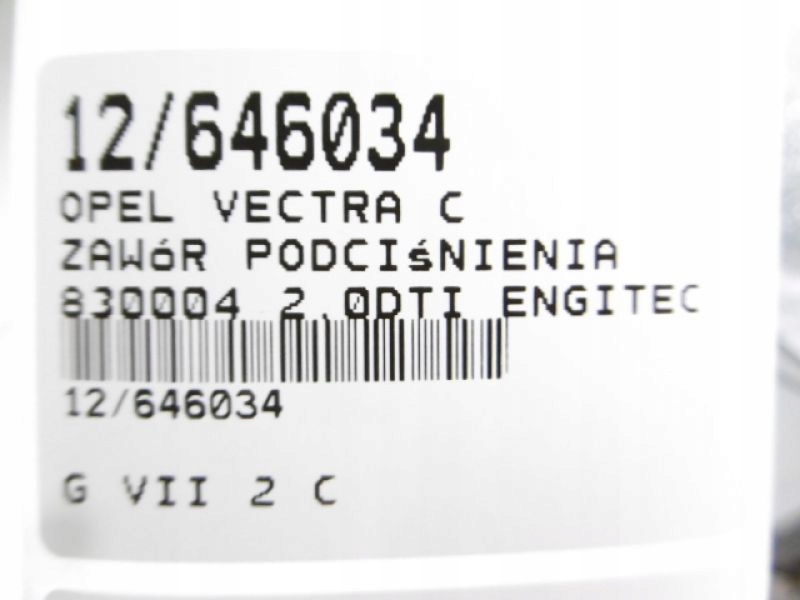 12/646034
OPEL VECTRA C
ZAWóR PODCIśNIENIA
830004 2.0DTI ENGITEC
12/646034
G VII 2 C